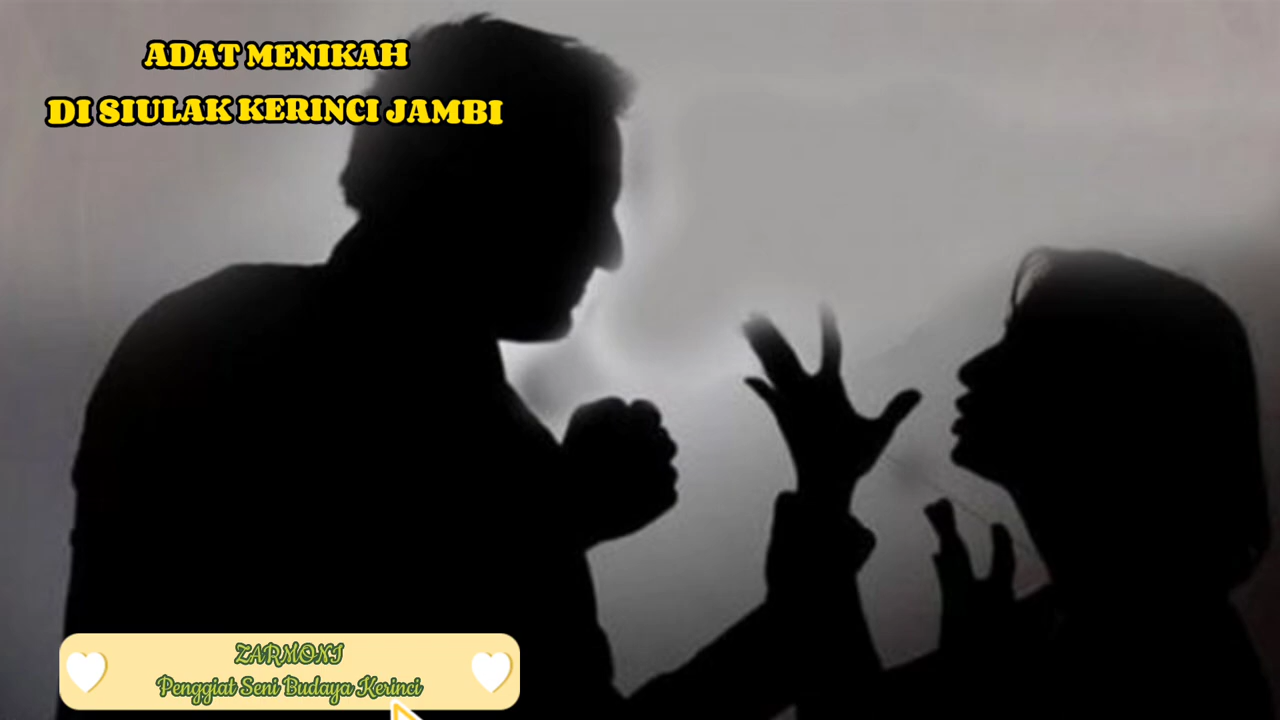 ADAT MENIKAH
DI SIULAK KERINCI JAMBI
ZARMONI
Penggiat Seni Budaya Kerinci